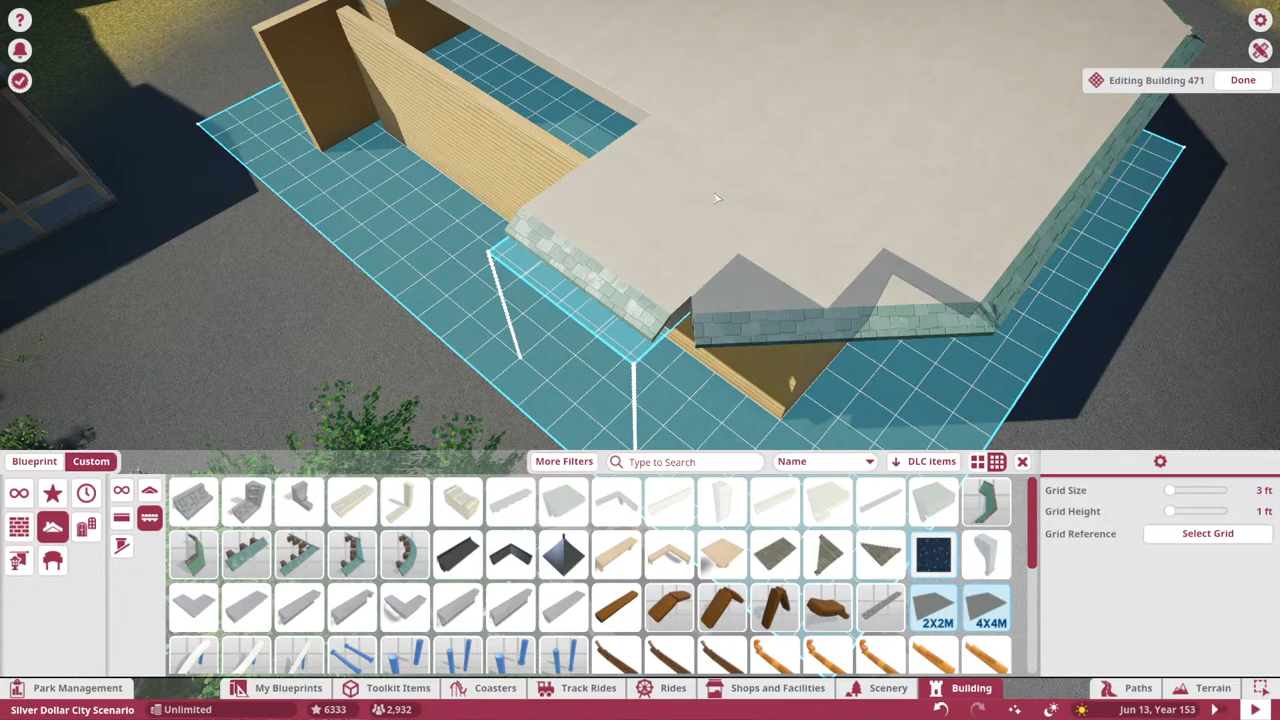 ?
Editing Building 471 Done
Blueprint Custom More Filters Type to Search Name DLC items
Grid Size 3 ft
Grid Height 1 ft
Grid Reference Select Grid
2X2M 4X4M
Park Management My Blueprints Toolkit Items Coasters Track Rides Rides Shops and Facilities Scenery Building Paths Terrain
Silver Dollar City Scenario Unlimited 6333 2,932 Jun 13, Year 153